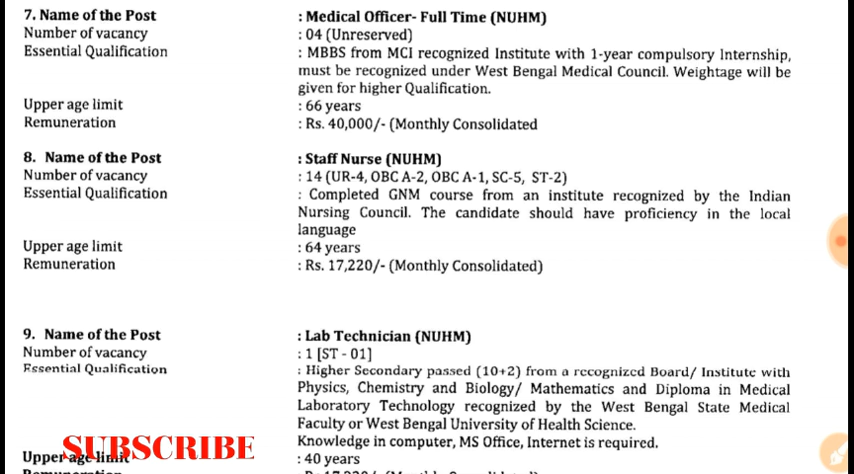 7. Name of the Post : Medical Officer- Full Time (NUHM)
Number of vacancy : 04 (Unreserved)
Essential Qualification : MBBS from MCI recognized Institute with 1-year compulsory Internship,
must be recognized under West Bengal Medical Council. Weightage will be
given for higher Qualification.
Upper age limit : 66 years
Remuneration : Rs. 40,000/- (Monthly Consolidated
8. Name of the Post : Staff Nurse (NUHM)
Number of vacancy : 14 (UR-4, OBC A-2, OBC A-1, SC-5, ST-2)
Essential Qualification : Completed GNM course from an institute recognized by the Indian
Nursing Council. The candidate should have proficiency in the local
language
Upper age limit : 64 years
Remuneration : Rs. 17,220/- (Monthly Consolidated)
9. Name of the Post : Lab Technician (NUHM)
Number of vacancy : 1 [ST - 01]
Essential Qualification : Higher Secondary passed (10+2) from a recognized Board/ Institute with
Physics, Chemistry and Biology/ Mathematics and Diploma in Medical
Laboratory Technology recognized by the West Bengal State Medical
Faculty or West Bengal University of Health Science.
Knowledge in computer, MS Office, Internet is required.
SUBSCRIBE
Upper age limit : 40 years